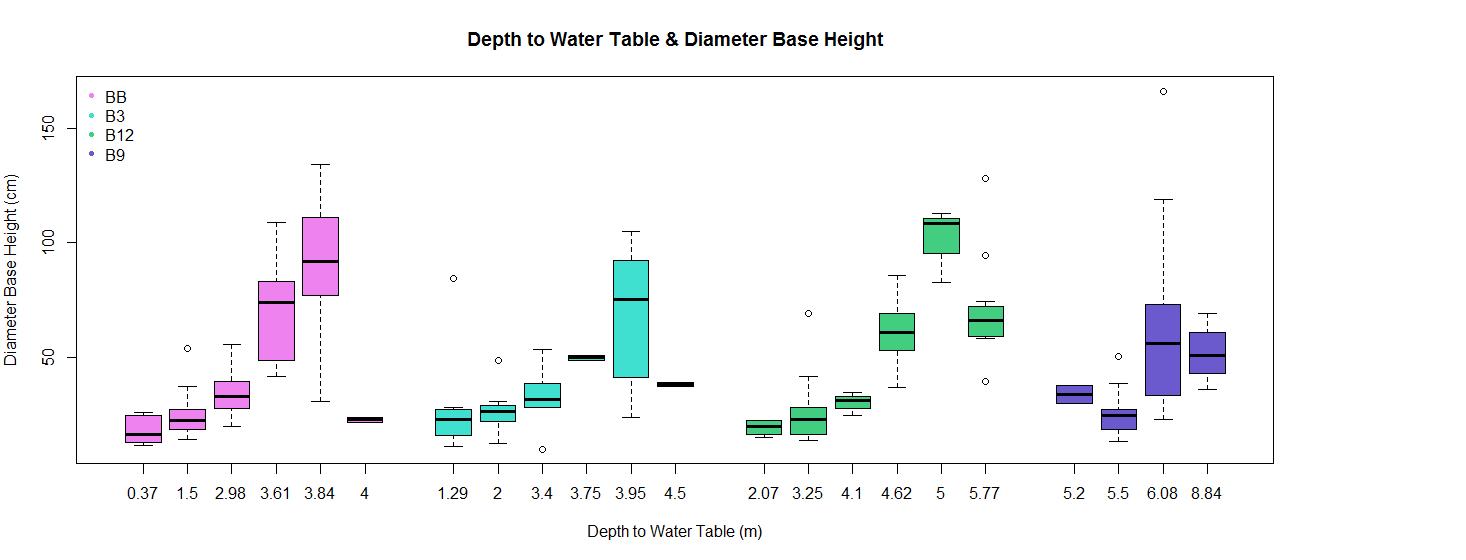 Depth to Water Table & Diameter Base Height
BB
B3
B12
B9
Diameter Base Height (cm)
150
100
50
0.37 1.5 2.98 3.61 3.84 4 1.29 2 3.4 3.75 3.95 4.5 2.07 3.25 4.1 4.62 5 5.77 5.2 5.5 6.08 8.84
Depth to Water Table (m)